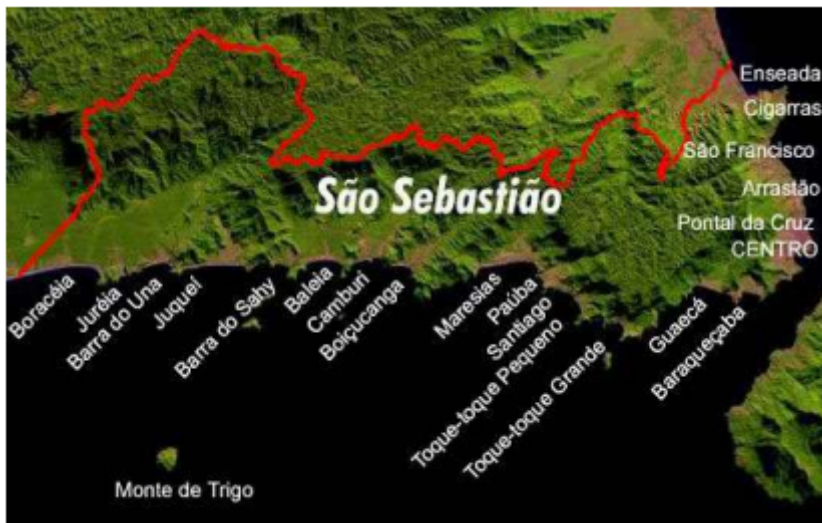 Enseada
Cigarras
São Francisco
São Sebastião
Arrastão
Pontal da Cruz
CENTRO
Boracéia
Juréia
Barra do Una
Juqueí
Barra do Sahy
Baleia
Camburi
Boiçucanga
Maresias
Paúba
Santiago
Toque-toque Pequeno
Toque-toque Grande
Guaecá
Baraqueçaba
Monte de Trigo